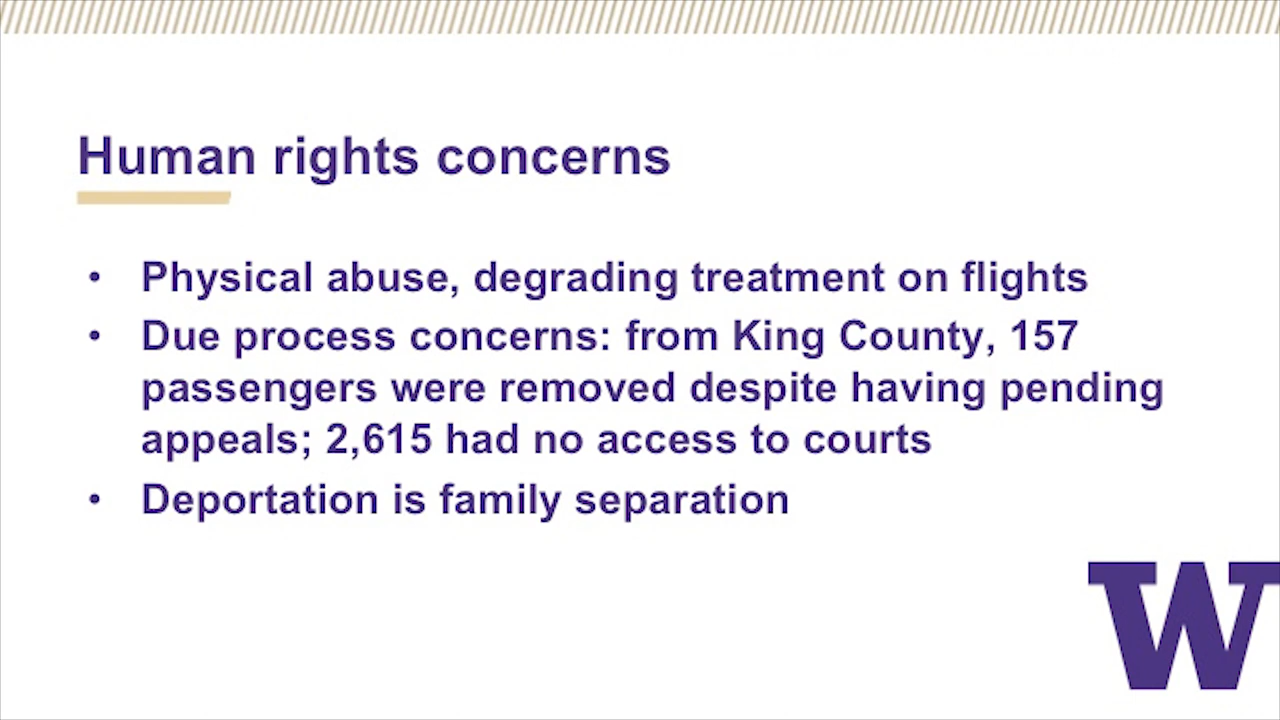 Human rights concerns
• Physical abuse, degrading treatment on flights
• Due process concerns: from King County, 157
passengers were removed despite having pending
appeals; 2,615 had no access to courts
• Deportation is family separation
W